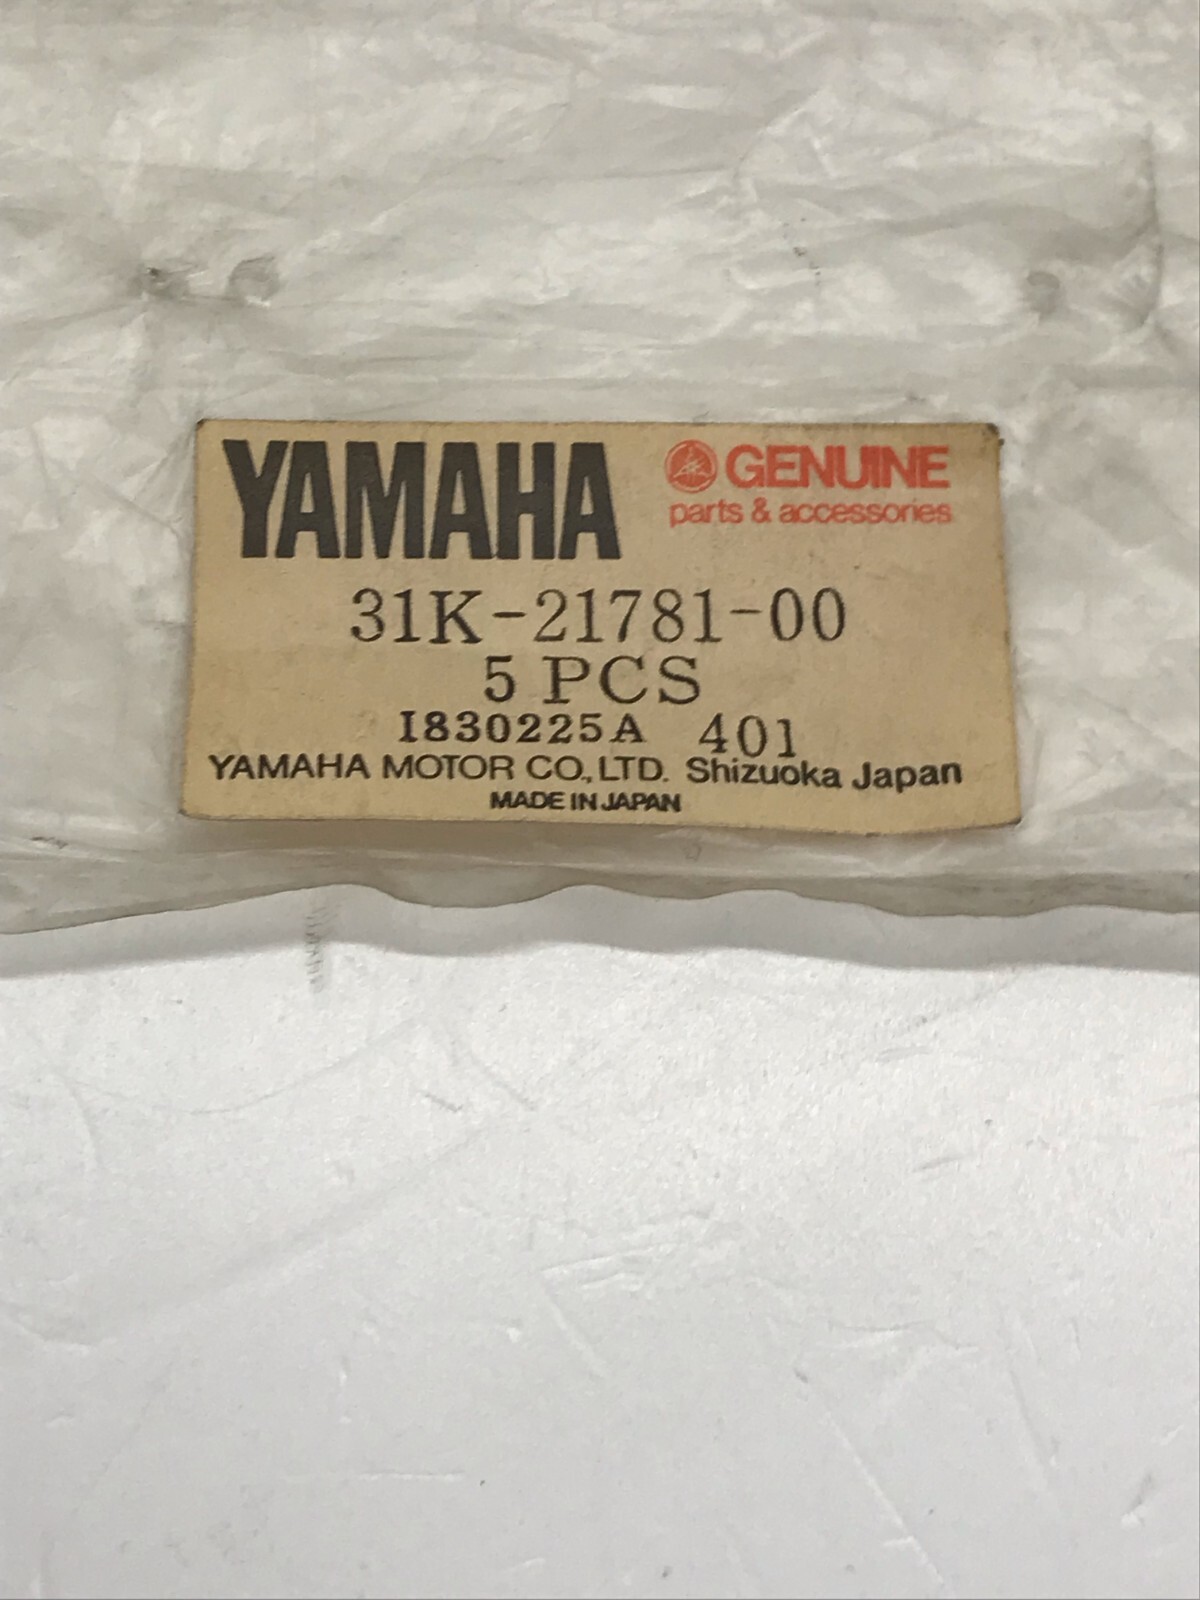 YAMAHA GENUINE
parts & accessories
31K-21781-00
5 PCS
I830225A 401
YAMAHA MOTOR CO., LTD. Shizuoka Japan
MADE IN JAPAN